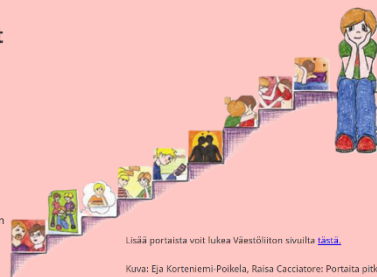 t
n
Lisää portaista voit lukea Väestöliiton sivuilta tästä.
Kuva: Eja Korteniemi-Poikela, Raisa Cacciatore: Portaita pitk